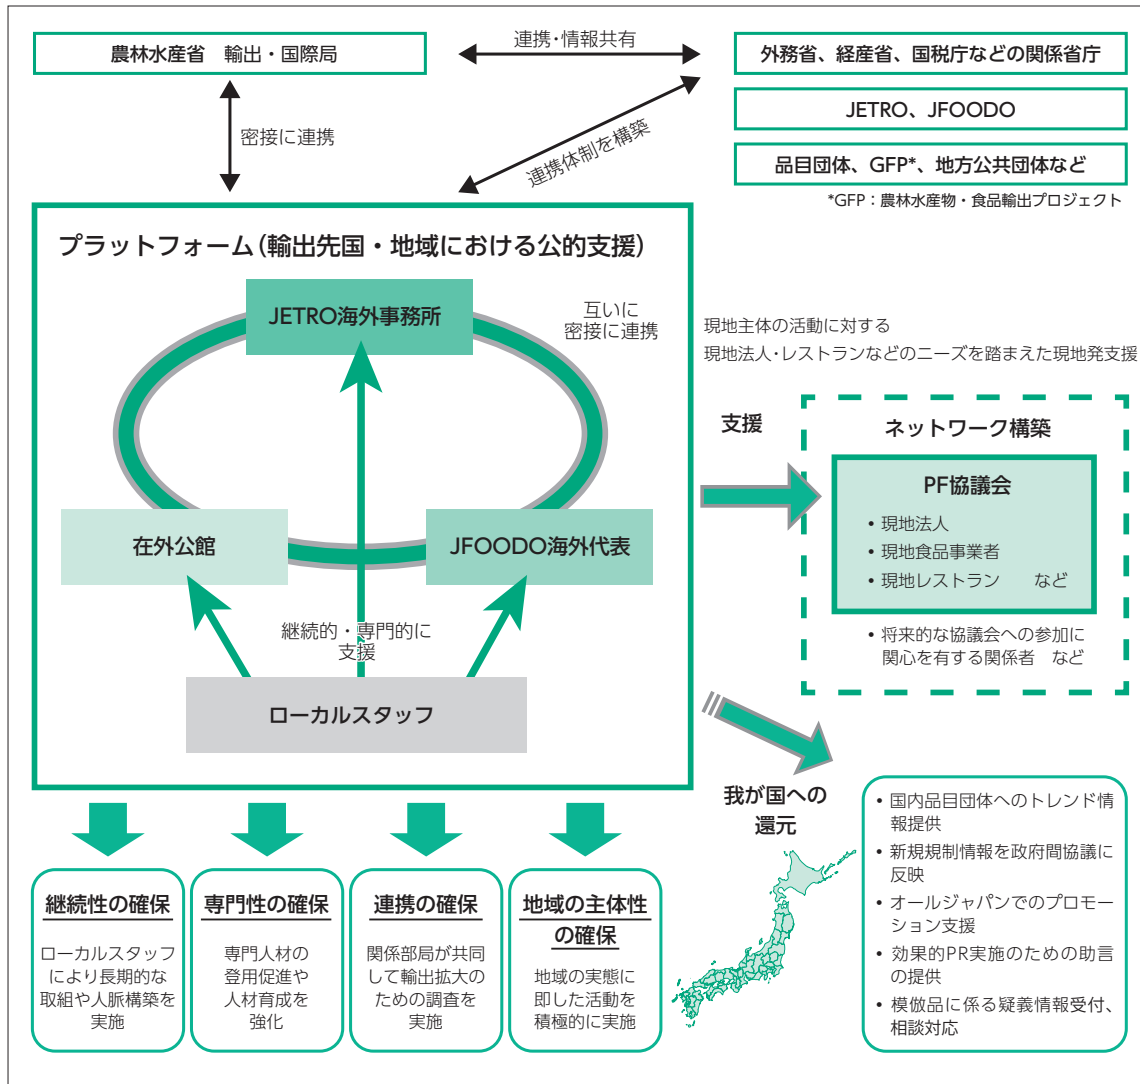 農林水産省　輸出・国際局
連携・情報共有
外務省、経産省、国税庁などの関係省庁
JETRO、JFOODO
品目団体、GFP*、地方公共団体など
*GFP：農林水産物・食品輸出プロジェクト
密接に連携
連携体制を構築
プラットフォーム（輸出先国・地域における公的支援）
JETRO海外事務所
互いに
密接に連携
在外公館
JFOODO海外代表
継続的・専門的に
支援
ローカルスタッフ
現地主体の活動に対する
現地法人・レストランなどのニーズを踏まえた現地発支援
支援
ネットワーク構築
PF協議会
• 現地法人
• 現地食品事業者
• 現地レストラン　など
• 将来的な協議会への参加に
関心を有する関係者　など
我が国への
還元
• 国内品目団体へのトレンド情
報提供
• 新規規制情報を政府間協議に
反映
• オールジャパンでのプロモー
ション支援
• 効果的PR実施のための助言
の提供
• 模倣品に係る疑義情報受付、
相談対応
継続性の確保
ローカルスタッフ
により長期的な
取組や人脈構築を
実施
専門性の確保
専門人材の
登用促進や
人材育成を
強化
連携の確保
関係部局が共同
して輸出拡大の
ための調査を
実施
地域の主体性
の確保
地域の実態に
即した活動を
積極的に実施